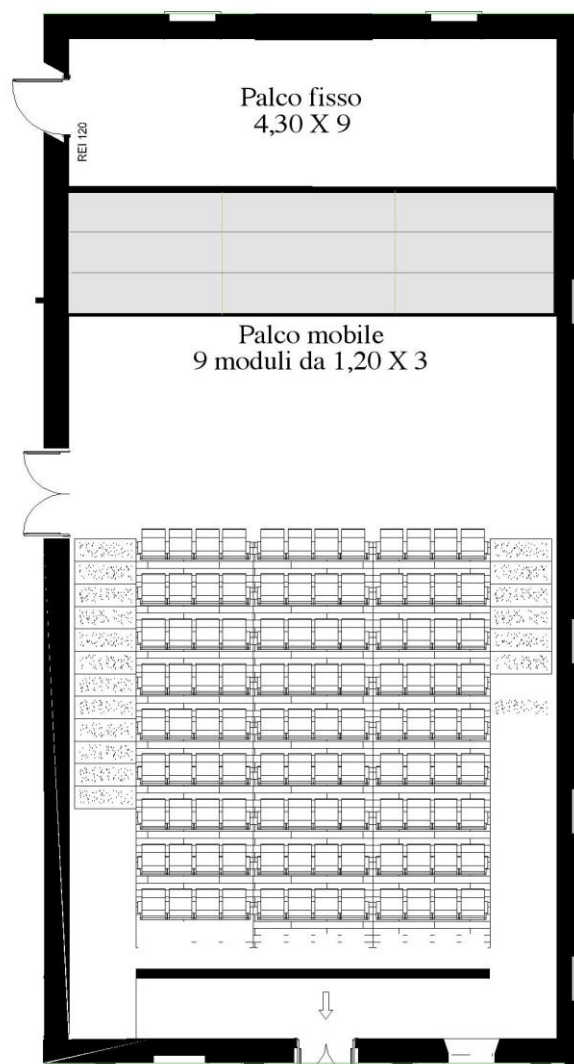 Palco fisso
4,30 X 9
REI 120
Palco mobile
9 moduli da 1,20 X 3